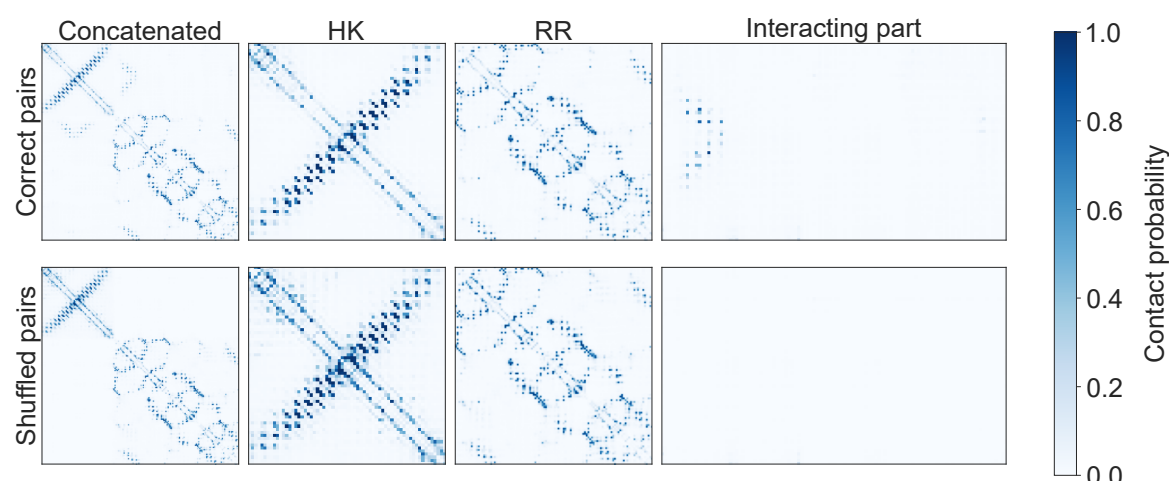 Concatenated
HK
RR
Interacting part
Correct pairs
Shuffled pairs
1.0
0.8
0.6
0.4
0.2
0.0
Contact probability